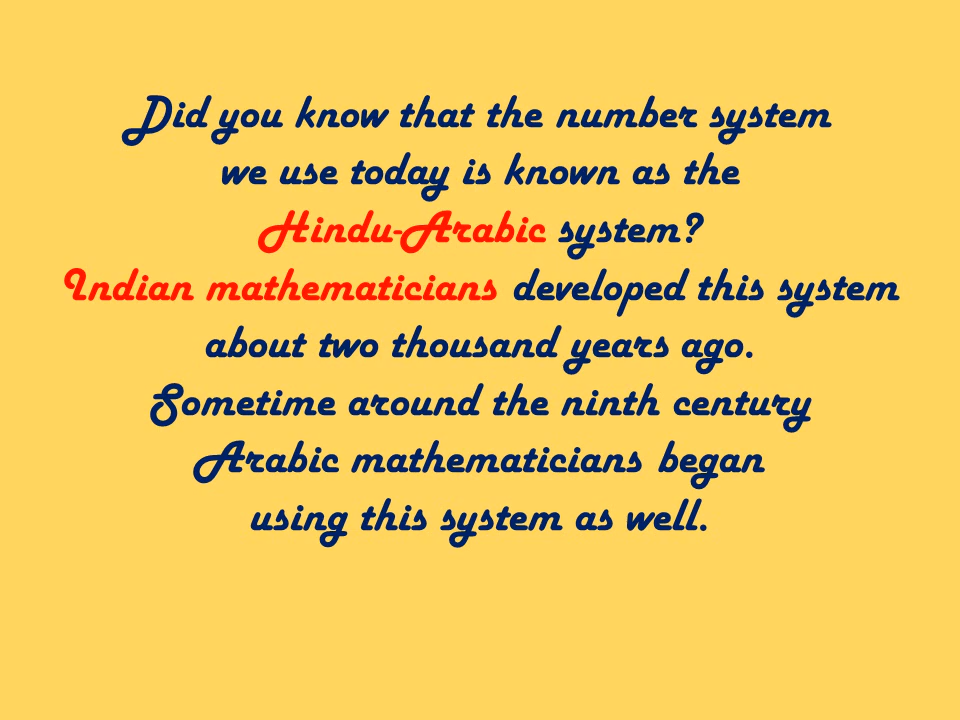 Did you know that the number system
we use today is known as the
Hindu-Arabic system?
Indian mathematicians developed this system
about two thousand years ago.
Sometime around the ninth century
Arabic mathematicians began
using this system as well.